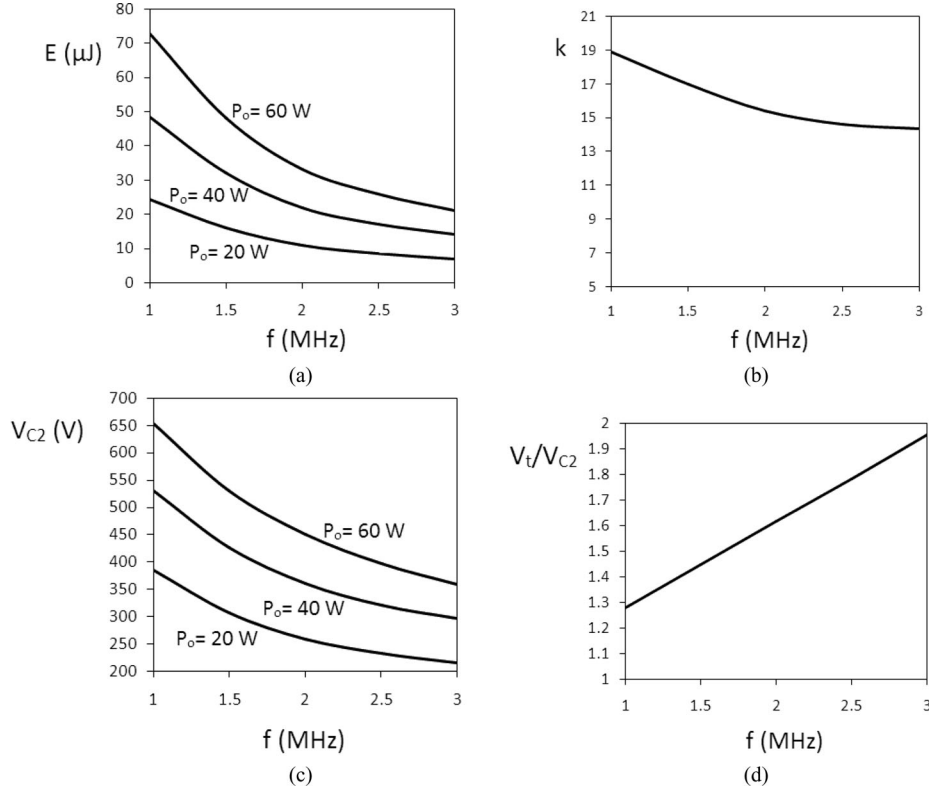 E (µJ)
80
70
60
50
40
30
20
10
0
Pₒ= 60 W
Pₒ= 40 W
Pₒ= 20 W
1 1.5 2 2.5 3
f (MHz)
(a)
k
21
19
17
15
13
11
9
7
5
1 1.5 2 2.5 3
f (MHz)
(b)
V_C2 (V)
700
650
600
550
500
450
400
350
300
250
200
Pₒ= 60 W
Pₒ= 40 W
Pₒ= 20 W
1 1.5 2 2.5 3
f (MHz)
(c)
V_t/V_C2
2
1.9
1.8
1.7
1.6
1.5
1.4
1.3
1.2
1.1
1
1 1.5 2 2.5 3
f (MHz)
(d)